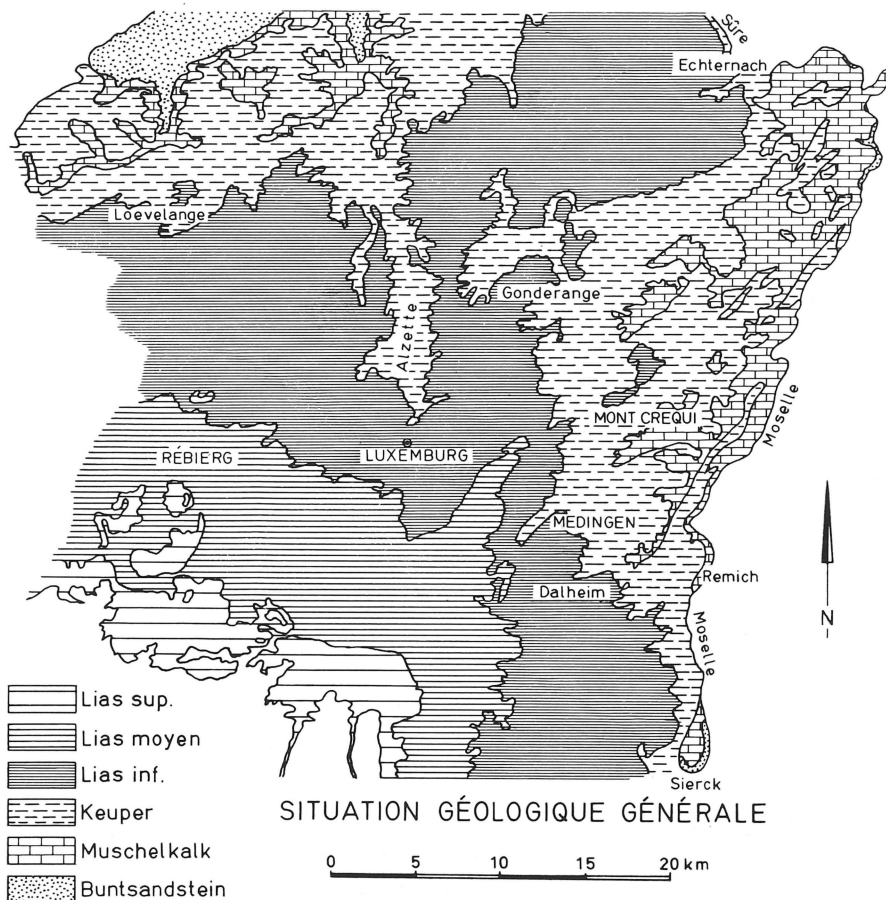 Sûre
Echternach
Loevelange
Gonderange
Alzette
MONT CREQUI
Moselle
LUXEMBURG
RÉBIERG
MEDINGEN
Remich
Dalheim
N
Moselle
Lias sup.
Lias moyen
Lias inf.
Sierck
Keuper
SITUATION GÉOLOGIQUE GÉNÉRALE
Muschelkalk
0 5 10 15 20 km
Buntsandstein